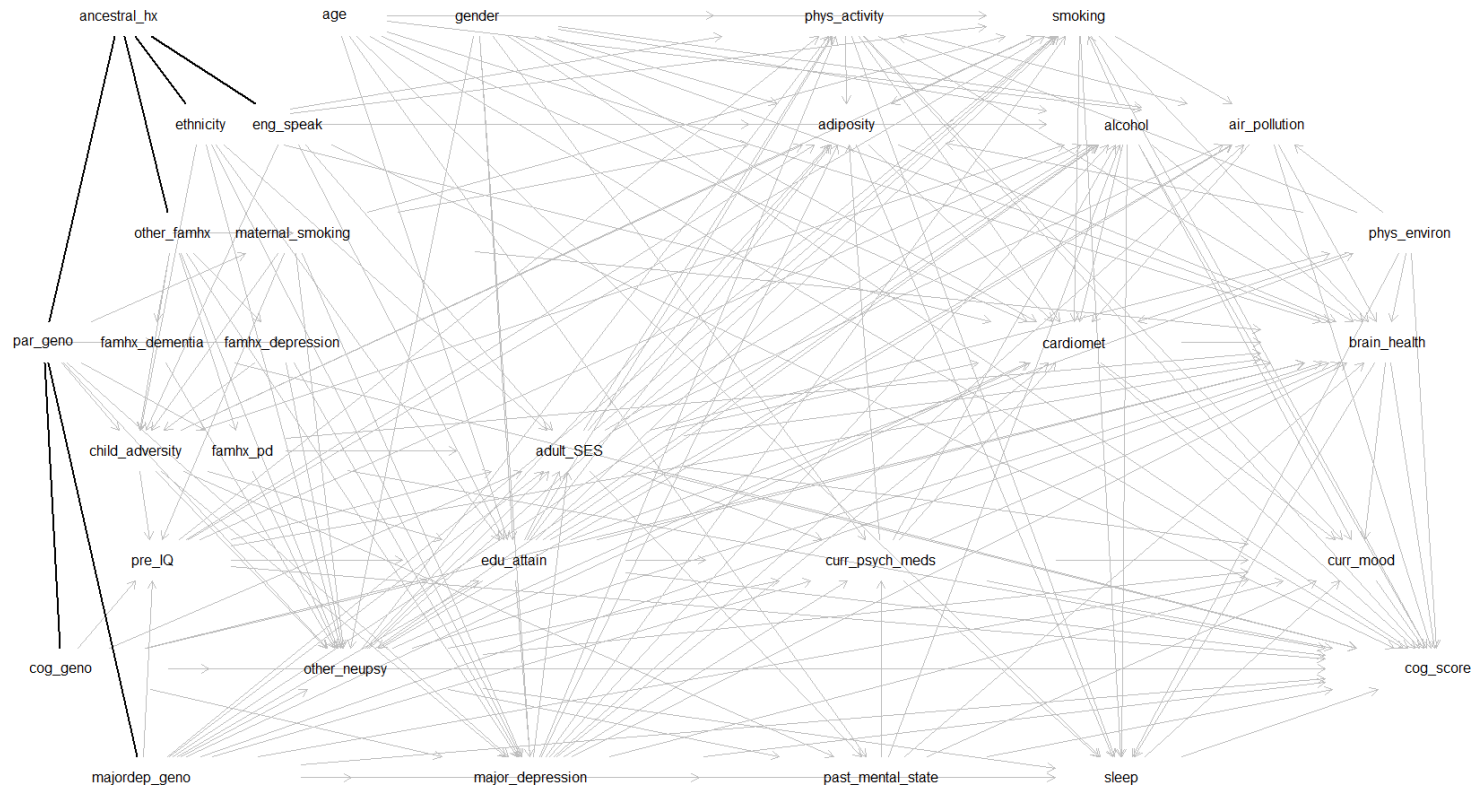 ancestral_hx age gender phys_activity smoking
ethnicity eng_speak adiposity alcohol air_pollution
other_famhx maternal_smoking phys_environ
par_geno famhx_dementia famhx_depression cardiomet brain_health
child_adversity famhx_pd adult_SES
pre_IQ edu_attain curr_psych_meds curr_mood
cog_geno other_neupsy cog_score
majordep_geno major_depression past_mental_state sleep